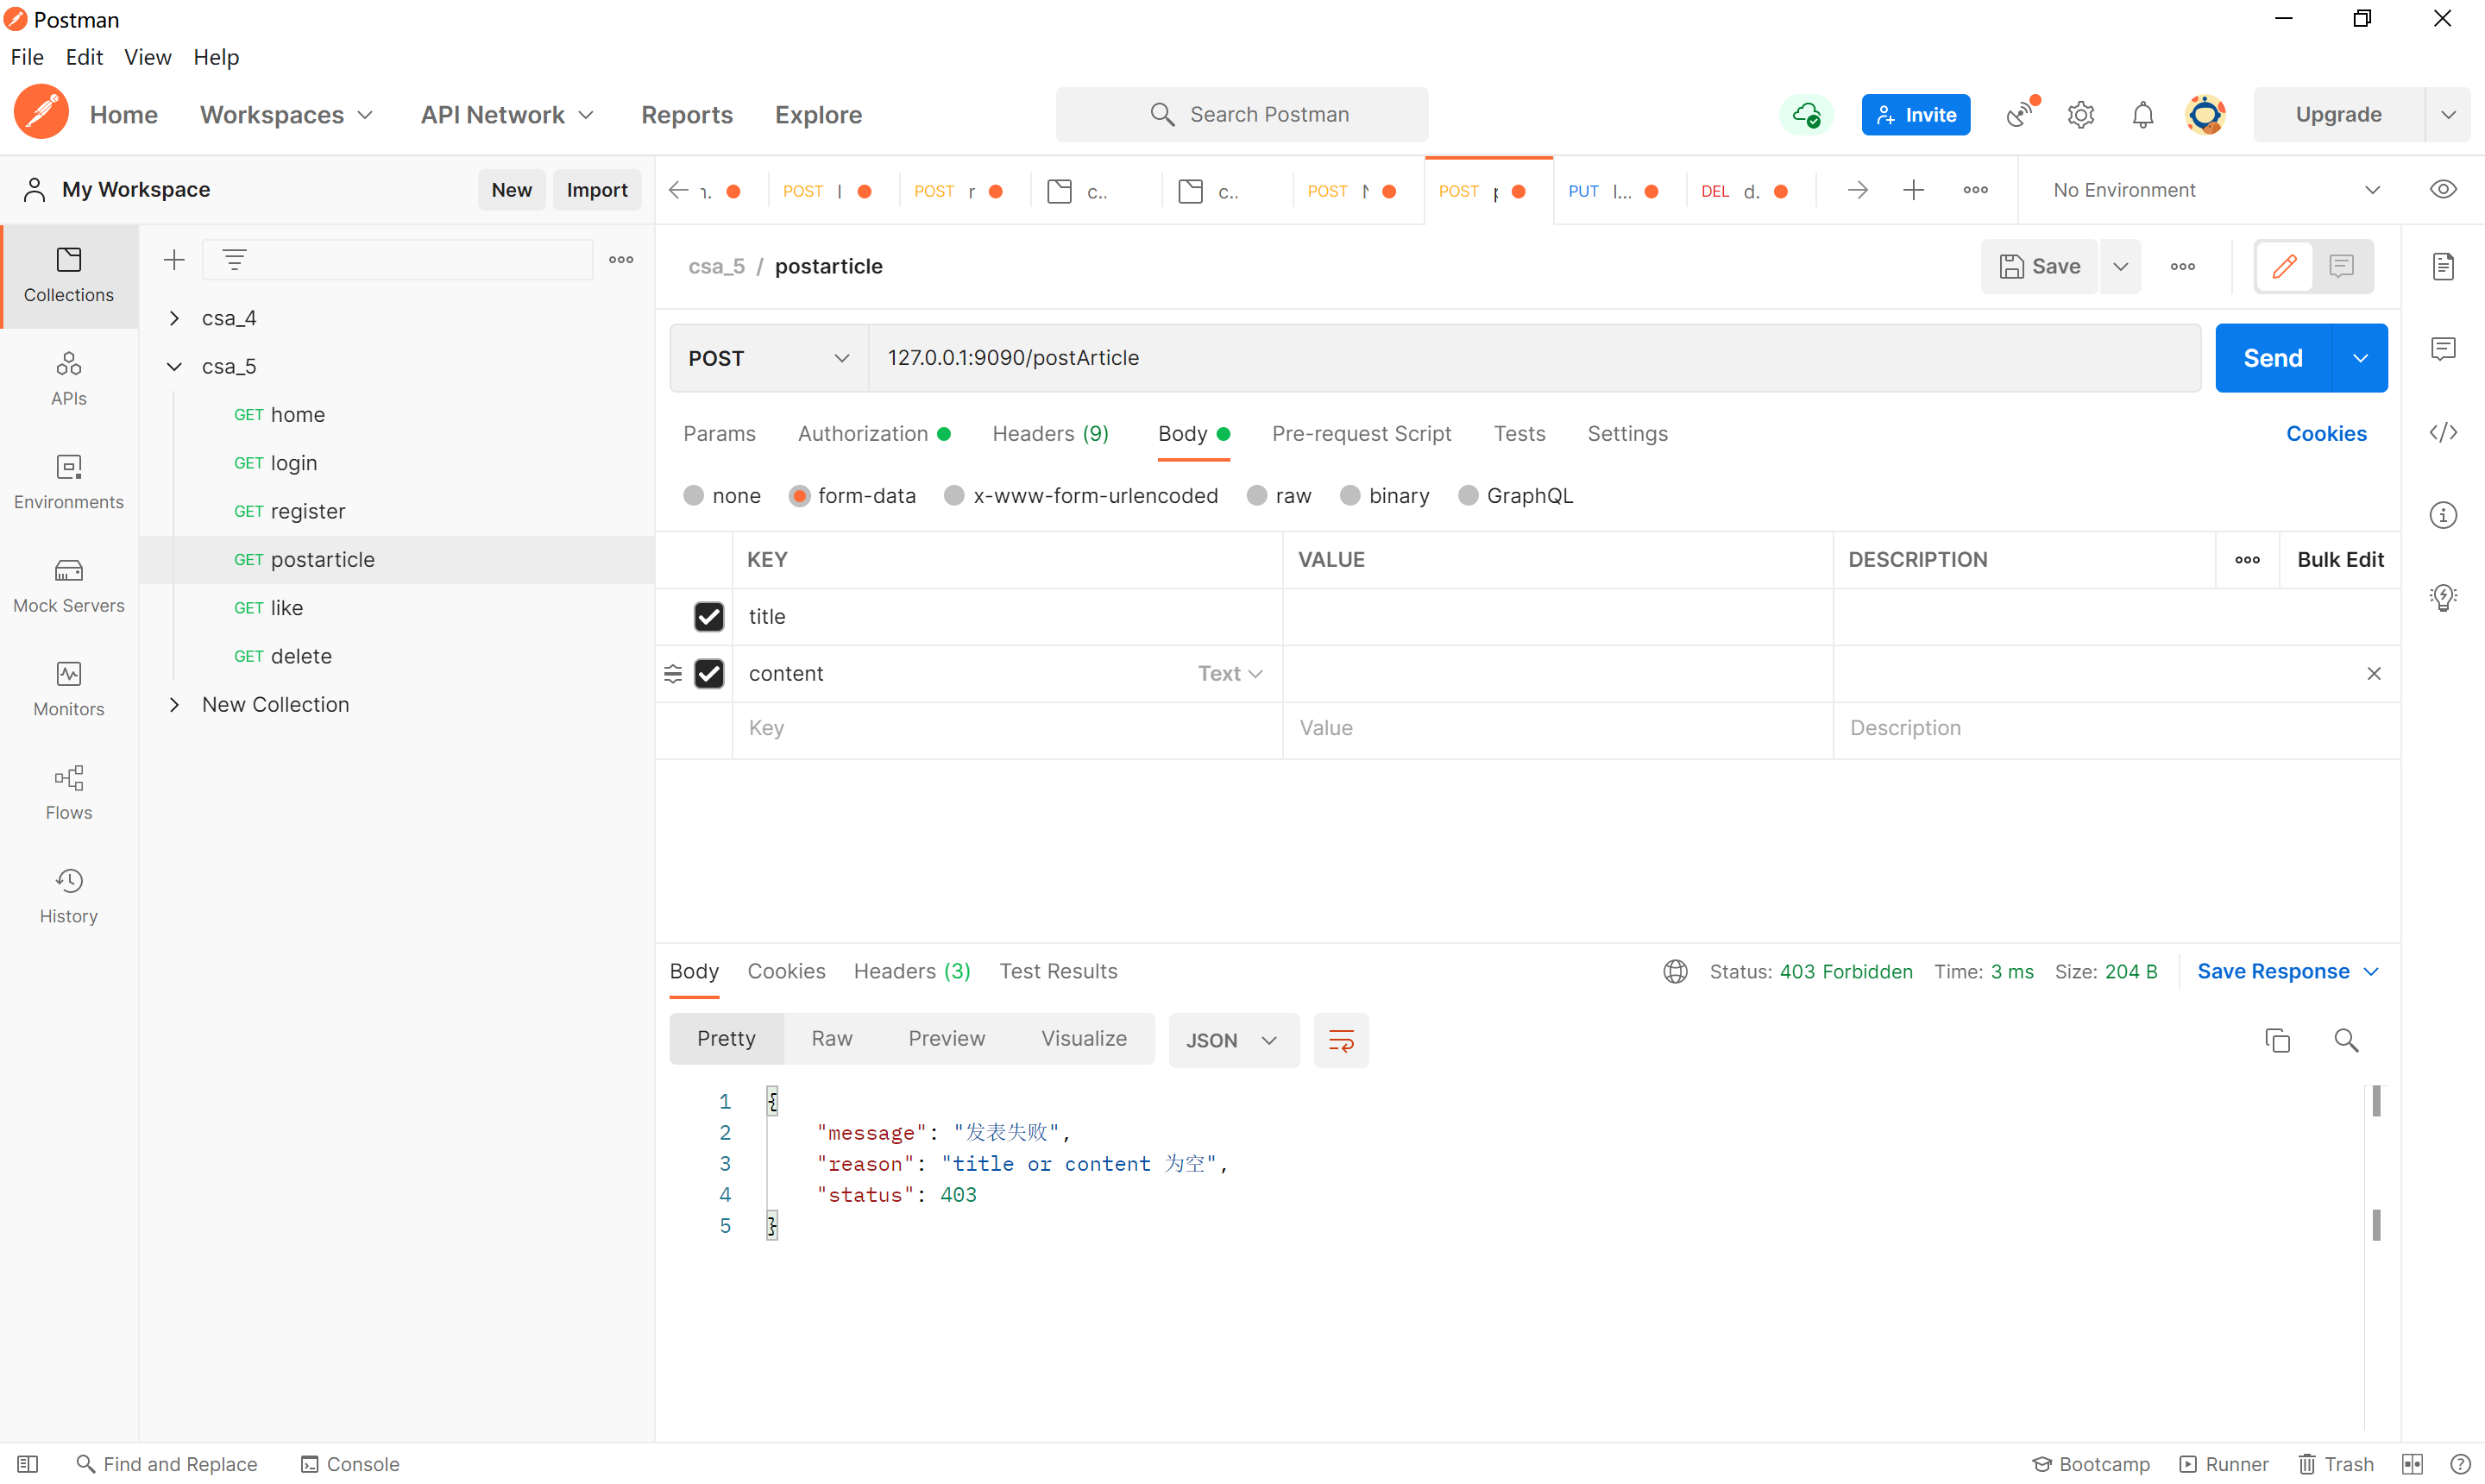 Postman
File Edit View Help
Home Workspaces API Network Reports Explore Search Postman Invite Upgrade
My Workspace New Import
POST l POST r c.. c.. POST POST PUT l... DEL d. No Environment
Collections
APIs
Environments
Mock Servers
Monitors
Flows
History
csa_4
csa_5
GET home
GET login
GET register
GET postarticle
GET like
GET delete
New Collection
csa_5 / postarticle Save
POST 127.0.0.1:9090/postArticle Send
Params Authorization Headers (9) Body Pre-request Script Tests Settings Cookies
none form-data x-www-form-urlencoded raw binary GraphQL
KEY VALUE DESCRIPTION Bulk Edit
title
content Text
Key Value Description
Body Cookies Headers (3) Test Results Status: 403 Forbidden Time: 3 ms Size: 204 B Save Response
Pretty Raw Preview Visualize JSON
1 {
2 "message": "发表失败",
3 "reason": "title or content 为空",
4 "status": 403
5 }
Find and Replace Console Bootcamp Runner Trash